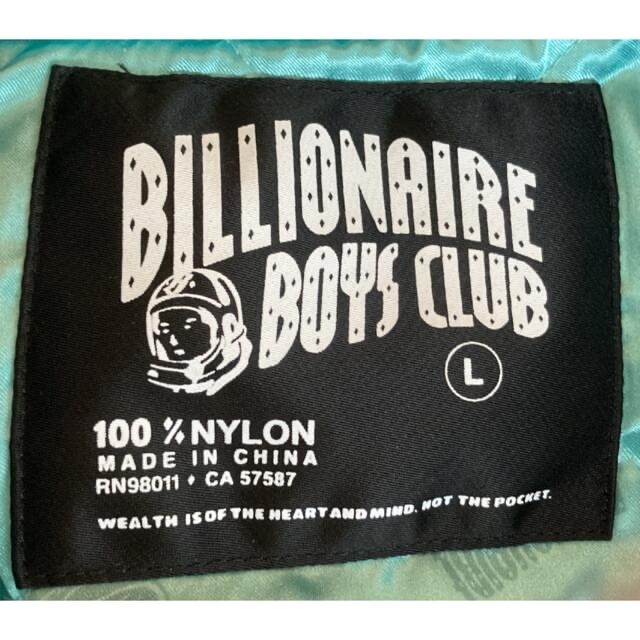 BILLIONAIRE
BOYS CLUB
L
100 % NYLON
MADE IN CHINA
RN98011 ♦ CA 57587
WEALTH IS OF THE HEART AND MIND. NOT THE POCKET.